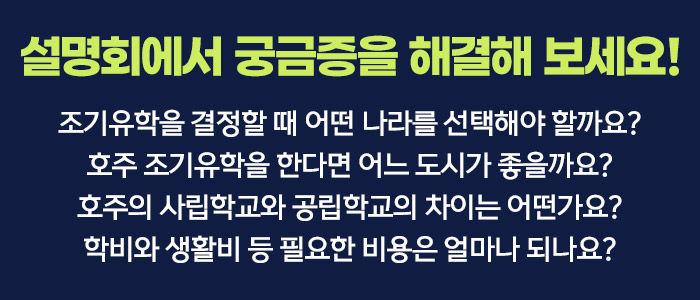 설명회에서 궁금증을 해결해 보세요!
조기유학을 결정할 때 어떤 나라를 선택해야 할까요?
호주 조기유학을 한다면 어느 도시가 좋을까요?
호주의 사립학교와 공립학교의 차이는 어떤가요?
학비와 생활비 등 필요한 비용은 얼마나 되나요?